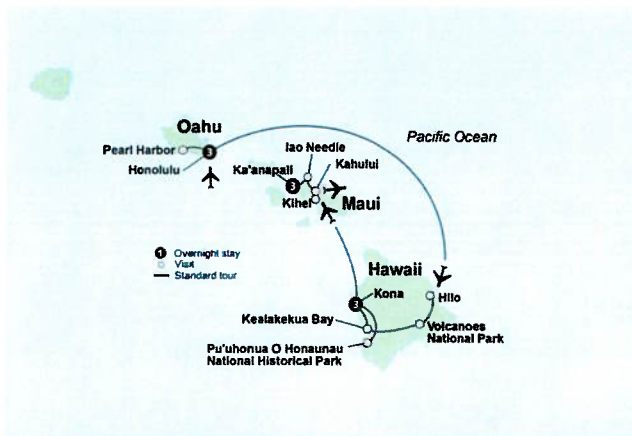 Oahu
Pacific Ocean
Pearl Harbor
3
Honolulu
Iao Needle
Kahului
Ka'anapali
3
Kihei
Maui
1 Overnight stay
Visit
Standard tour
Hawaii
3
Kona
Hilo
Kealakekua Bay
Volcanoes
National Park
Pu'uhonua O Honaunau
National Historical Park